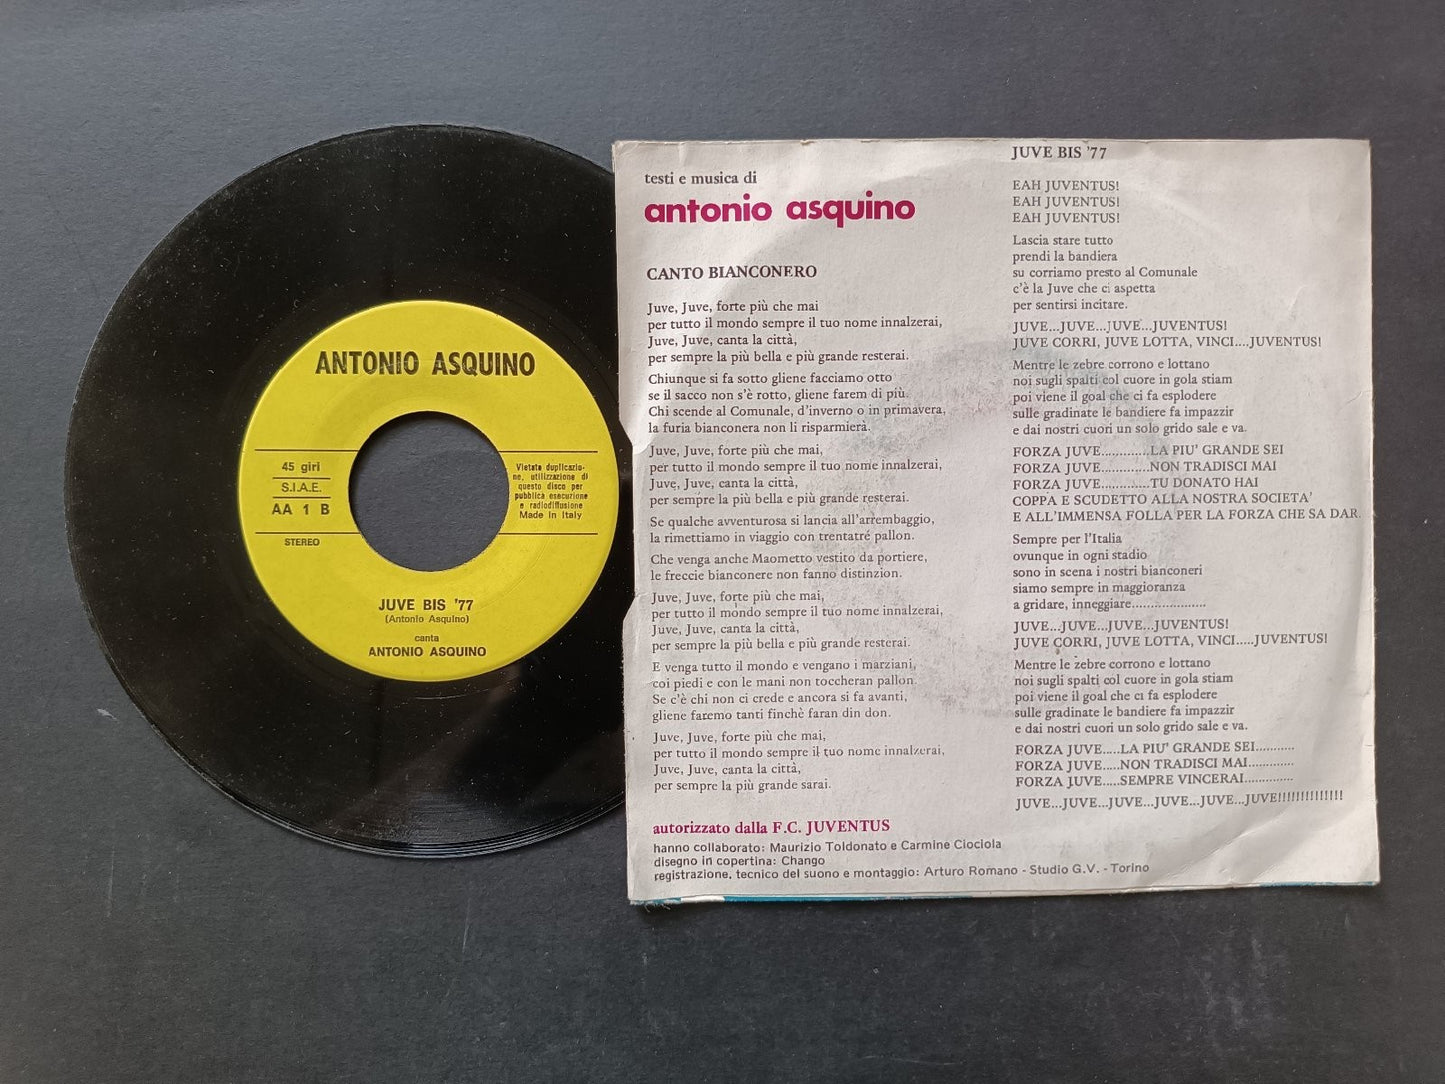 ANTONIO ASQUINO
45 giri
S.I.A.E.
AA 1 B
STEREO
Vietata duplicazio-
ne, utilizzazione di
questo disco per
pubblica esecuzione
e radiodiffusione
Made in Italy
JUVE BIS '77
(Antonio Asquino)
canta
ANTONIO ASQUINO
testi e musica di
antonio asquino
CANTO BIANCONERO
Juve, Juve, forte più che mai
per tutto il mondo sempre il tuo nome innalzerai,
Juve, Juve, canta la città,
per sempre la più bella e più grande resterai.
Chiunque si fa sotto gliene facciamo otto
se il sacco non s'è rotto, gliene farem di più.
Chi scende al Comunale, d'inverno o in primavera,
la furia bianconera non li risparmierà.
Juve, Juve, forte più che mai,
per tutto il mondo sempre il tuo nome innalzerai,
Juve, Juve, canta la città,
per sempre la più bella e più grande resterai.
Se qualche avventurosa si lancia all'arrembaggio,
la rimettiamo in viaggio con trentatré pallon.
Che venga anche Maometto vestito da portiere,
le freccie bianconere non fanno distinzion.
Juve, Juve, forte più che mai,
per tutto il mondo sempre il tuo nome innalzerai,
Juve, Juve, canta la città,
per sempre la più bella e più grande resterai.
E venga tutto il mondo e vengano i marziani,
coi piedi e con le mani non toccheran pallon.
Se c'è chi non ci crede e ancora si fa avanti,
gliene faremo tanti finchè faran din don.
Juve, Juve, forte più che mai,
per tutto il mondo sempre il tuo nome innalzerai,
Juve, Juve, canta la città,
per sempre la più grande sarai.
autorizzato dalla F.C. JUVENTUS
hanno collaborato: Maurizio Toldonato e Carmine Ciociola
disegno in copertina: Chango
registrazione, tecnico del suono e montaggio: Arturo Romano - Studio G.V. - Torino
JUVE BIS '77
EAH JUVENTUS!
EAH JUVENTUS!
EAH JUVENTUS!
Lascia stare tutto
prendi la bandiera
su corriamo presto al Comunale
c'è la Juve che ci aspetta
per sentirsi incitare.
JUVE...JUVE...JUVE...JUVENTUS!
JUVE CORRI, JUVE LOTTA, VINCI....JUVENTUS!
Mentre le zebre corrono e lottano
noi sugli spalti col cuore in gola stiam
poi viene il goal che ci fa esplodere
sulle gradinate le bandiere fa impazzir
e dai nostri cuori un solo grido sale e va.
FORZA JUVE............LA PIU' GRANDE SEI
FORZA JUVE............NON TRADISCI MAI
FORZA JUVE............TU DONATO HAI
COPPA E SCUDETTO ALLA NOSTRA SOCIETA'
E ALL'IMMENSA FOLLA PER LA FORZA CHE SA DAR.
Sempre per l'Italia
ovunque in ogni stadio
sono in scena i nostri bianconeri
siamo sempre in maggioranza
a gridare, inneggiare....................
JUVE...JUVE...JUVE...JUVENTUS!
JUVE CORRI, JUVE LOTTA, VINCI.....JUVENTUS!
Mentre le zebre corrono e lottano
noi sugli spalti col cuore in gola stiam
poi viene il goal che ci fa esplodere
sulle gradinate le bandiere fa impazzir
e dai nostri cuori un solo grido sale e va.
FORZA JUVE.....LA PIU' GRANDE SEI...........
FORZA JUVE.....NON TRADISCI MAI.............
FORZA JUVE.....SEMPRE VINCERAI..............
JUVE...JUVE...JUVE...JUVE...JUVE...JUVE!!!!!!!!!!!!!!